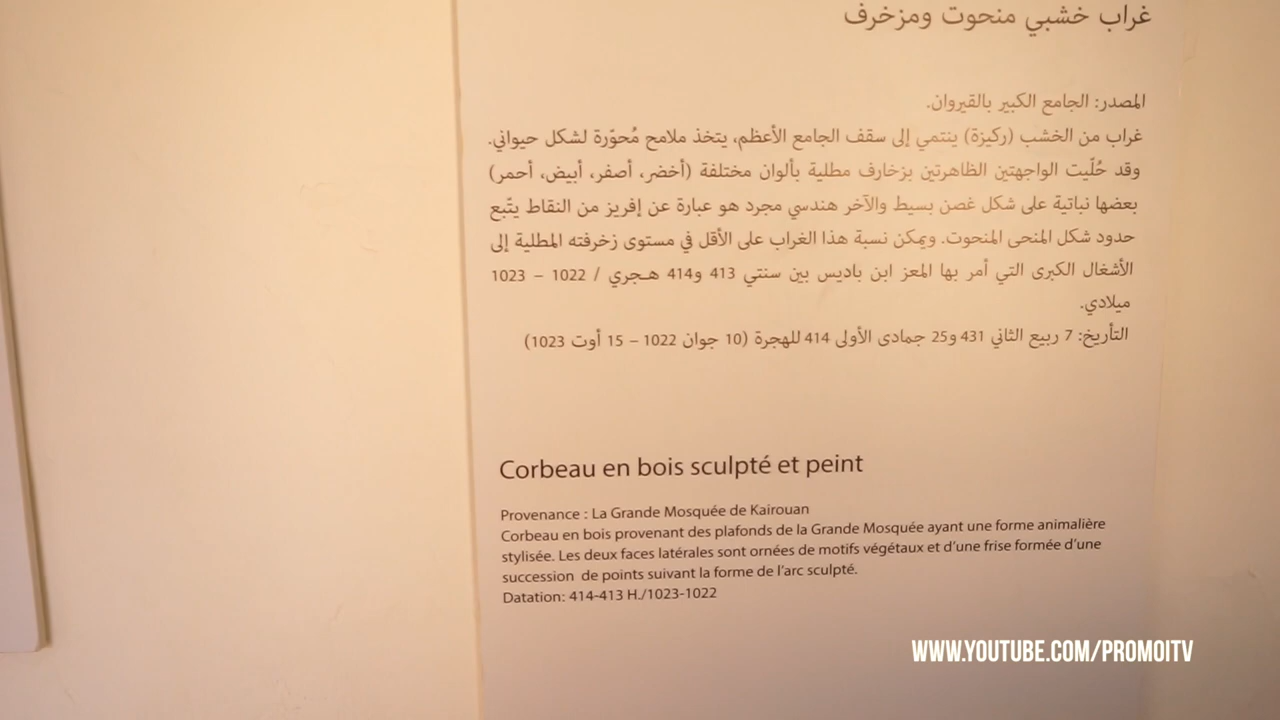 غراب خشبي منحوت ومزخرف
المصدر: الجامع الكبير بالقيروان.
غراب من الخشب (ركيزة) ينتمي إلى سقف الجامع الأعظم، يتخذ ملامح مُحوّرة لشكل حيواني.
وقد حُلّيت الواجهتين الظاهرتين بزخارف مطلية بألوان مختلفة (أخضر، أصفر، أبيض، أحمر)
بعضها نباتية على شكل غصن بسيط والآخر هندسي مجرد هو عبارة عن إفريز من النقاط يتّبع
حدود شكل المنحى المنحوت. ويمكن نسبة هذا الغراب على الأقل في مستوى زخرفته المطلية إلى
الأشغال الكبرى التي أمر بها المعز ابن باديس بين سنتي 413 و414 هـجري / 1022 – 1023
ميلادي.
التأريخ: 7 ربيع الثاني 431 و25 جمادى الأولى 414 للهجرة (10 جوان 1022 – 15 أوت 1023)
Corbeau en bois sculpté et peint
Provenance : La Grande Mosquée de Kairouan
Corbeau en bois provenant des plafonds de la Grande Mosquée ayant une forme animalière
stylisée. Les deux faces latérales sont ornées de motifs végétaux et d'une frise formée d'une
succession de points suivant la forme de l'arc sculpté.
Datation: 414-413 H./1023-1022
WWW.YOUTUBE.COM/PROMOITV